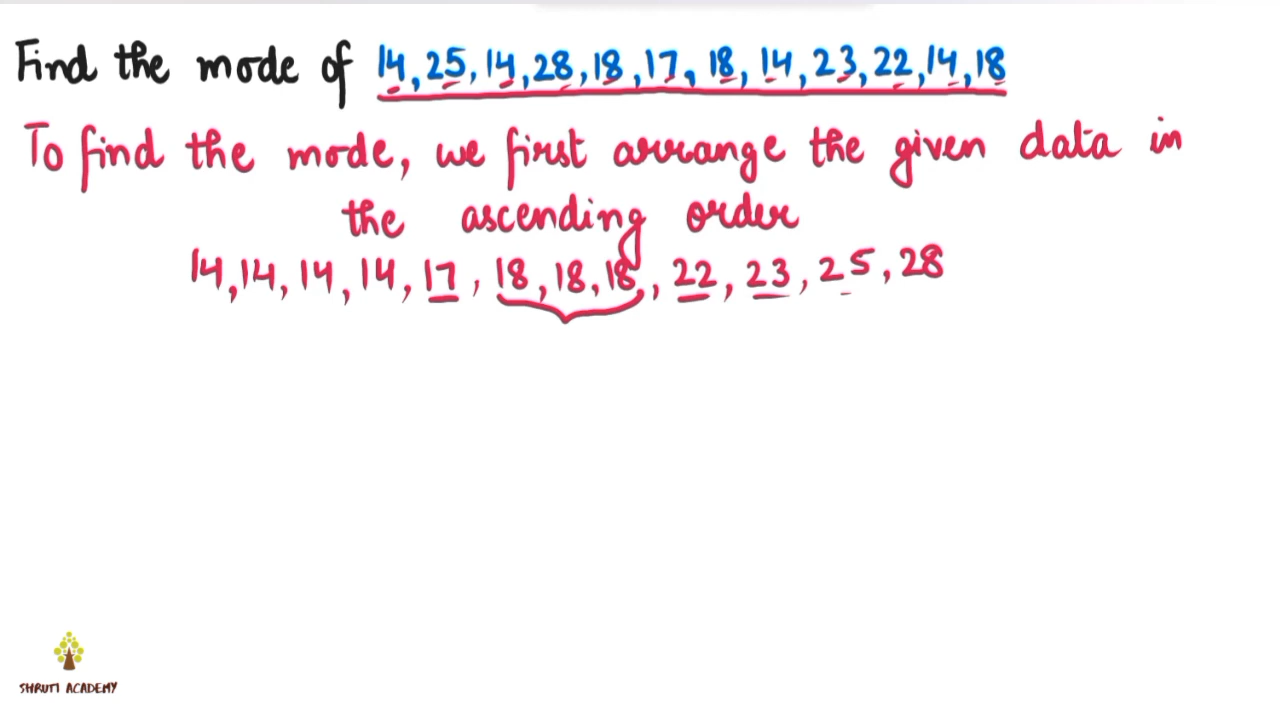 Find the mode of 14, 25, 14, 28, 18, 17, 18, 14, 23, 22, 14, 18
To find the mode, we first arrange the given data in
the ascending order
14, 14, 14, 14, 17, 18, 18, 18, 22, 23, 25, 28
SHRUTI ACADEMY